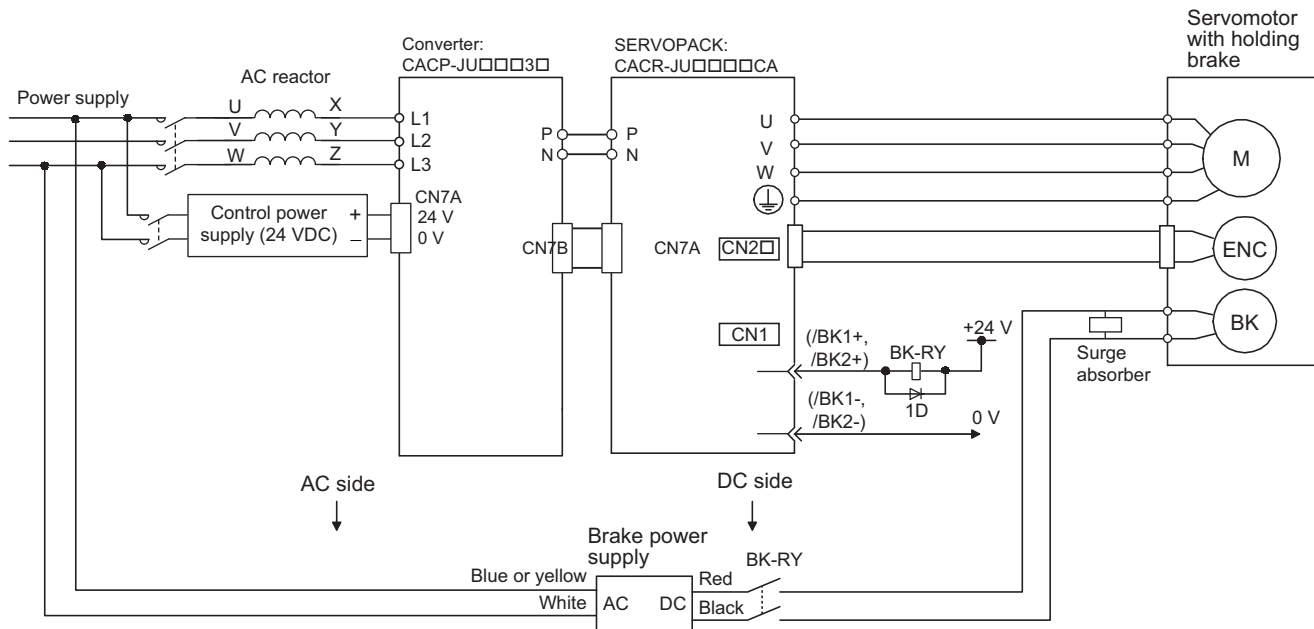 Servomotor
with holding
brake
Converter:
CACP-JU□□□3□
SERVOPACK:
CACR-JU□□□□CA
AC reactor
Power supply
U X L1
V Y L2
W Z L3
P P
N N
U
V
W
M
CN7A
24 V
0 V
Control power
supply (24 VDC)
+
–
CN7B
CN7A
CN2□
ENC
CN1
(/BK1+,
/BK2+)
BK-RY
+24 V
1D
(/BK1-,
/BK2-)
0 V
Surge
absorber
BK
AC side
DC side
Brake power
supply
BK-RY
Blue or yellow
White
AC DC
Red
Black